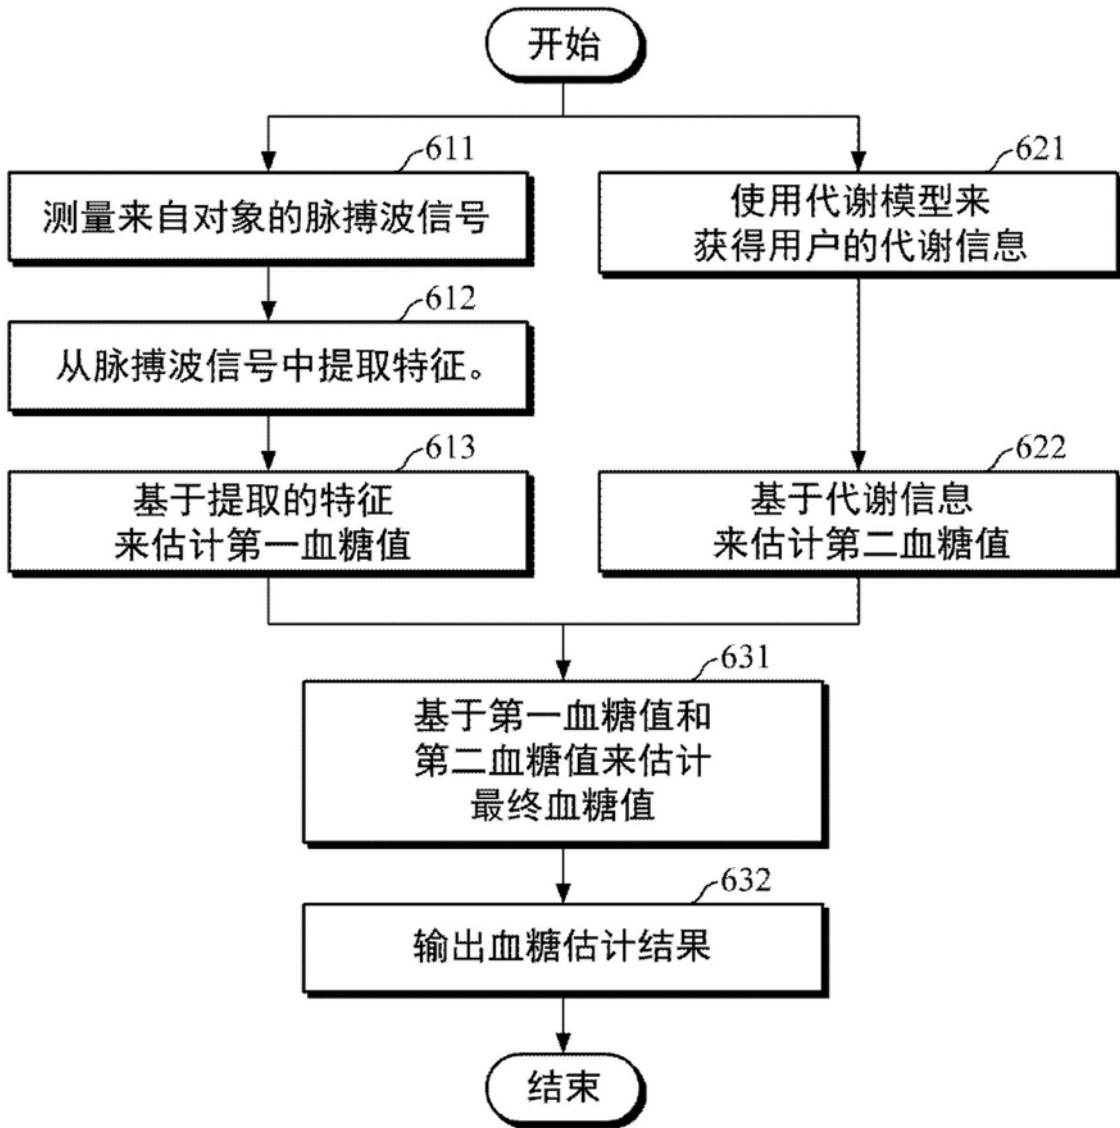 开始
611
测量来自对象的脉搏波信号
612
从脉搏波信号中提取特征。
613
基于提取的特征
来估计第一血糖值
621
使用代谢模型来
获得用户的代谢信息
622
基于代谢信息
来估计第二血糖值
631
基于第一血糖值和
第二血糖值来估计
最终血糖值
632
输出血糖估计结果
结束